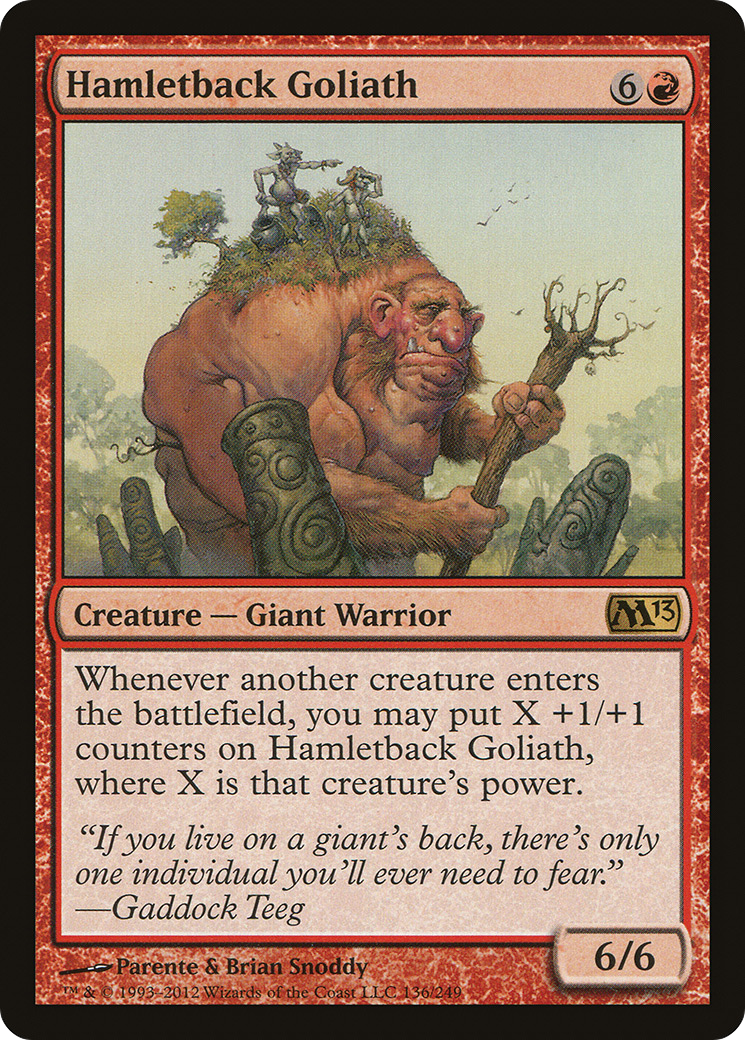 Hamletback Goliath 6
Creature — Giant Warrior M13
Whenever another creature enters
the battlefield, you may put X +1/+1
counters on Hamletback Goliath,
where X is that creature's power.
“If you live on a giant's back, there's only
one individual you'll ever need to fear.”
—Gaddock Teeg
6/6
Parente & Brian Snoddy
™ & © 1993–2012 Wizards of the Coast LLC 136/249